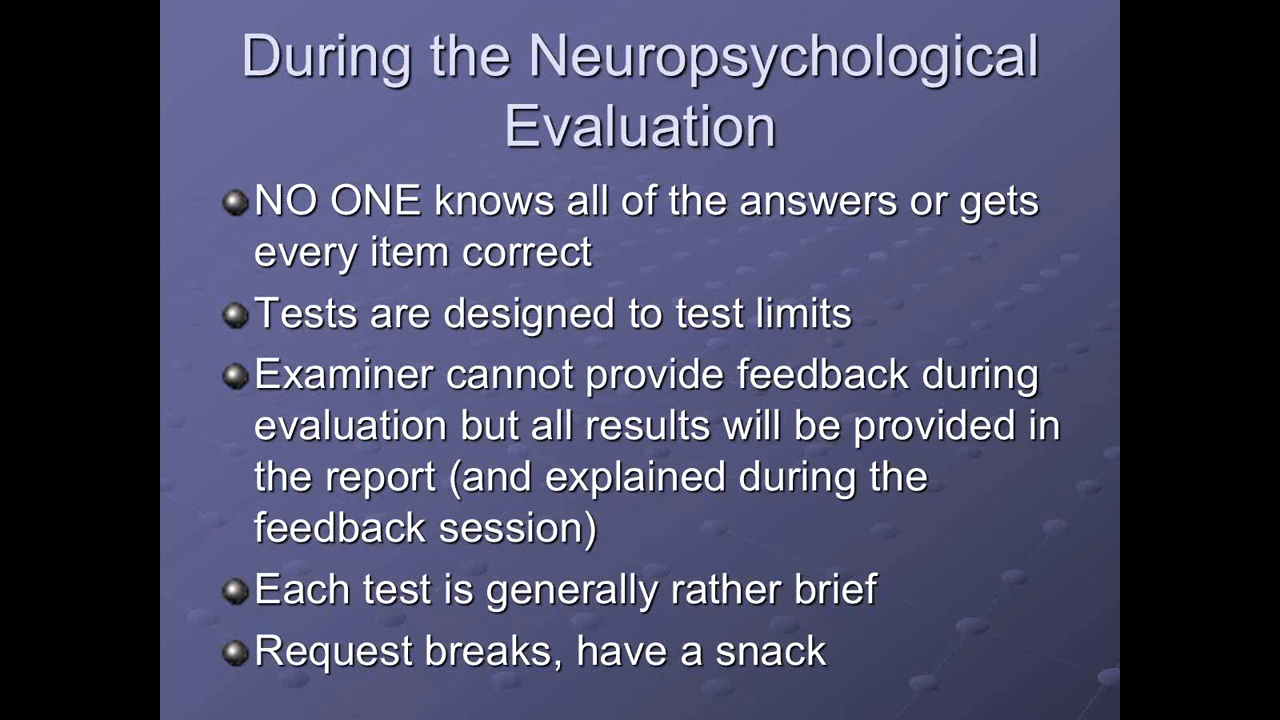 During the Neuropsychological
Evaluation
NO ONE knows all of the answers or gets
every item correct
Tests are designed to test limits
Examiner cannot provide feedback during
evaluation but all results will be provided in
the report (and explained during the
feedback session)
Each test is generally rather brief
Request breaks, have a snack